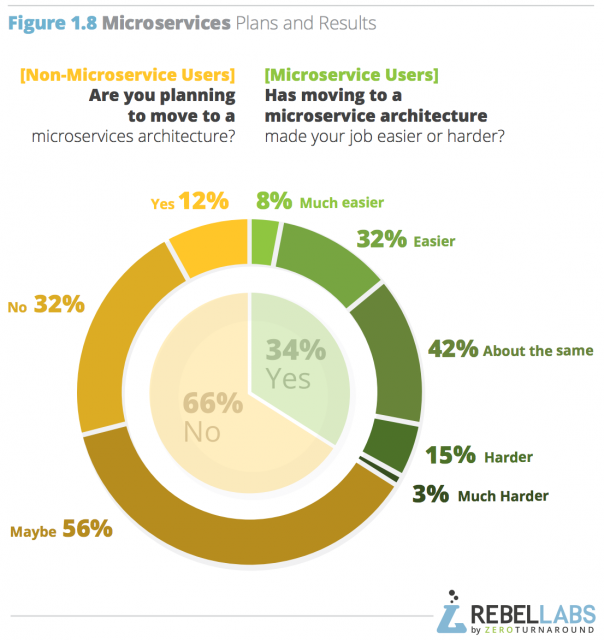 Figure 1.8 Microservices Plans and Results
[Non-Microservice Users]
Are you planning
to move to a
microservices architecture?
[Microservice Users]
Has moving to a
microservice architecture
made your job easier or harder?
Yes 12%
8% Much easier
32% Easier
No 32%
42% About the same
34%
Yes
66%
No
15% Harder
3% Much Harder
Maybe 56%
REBELLABS
by ZEROTURNAROUND